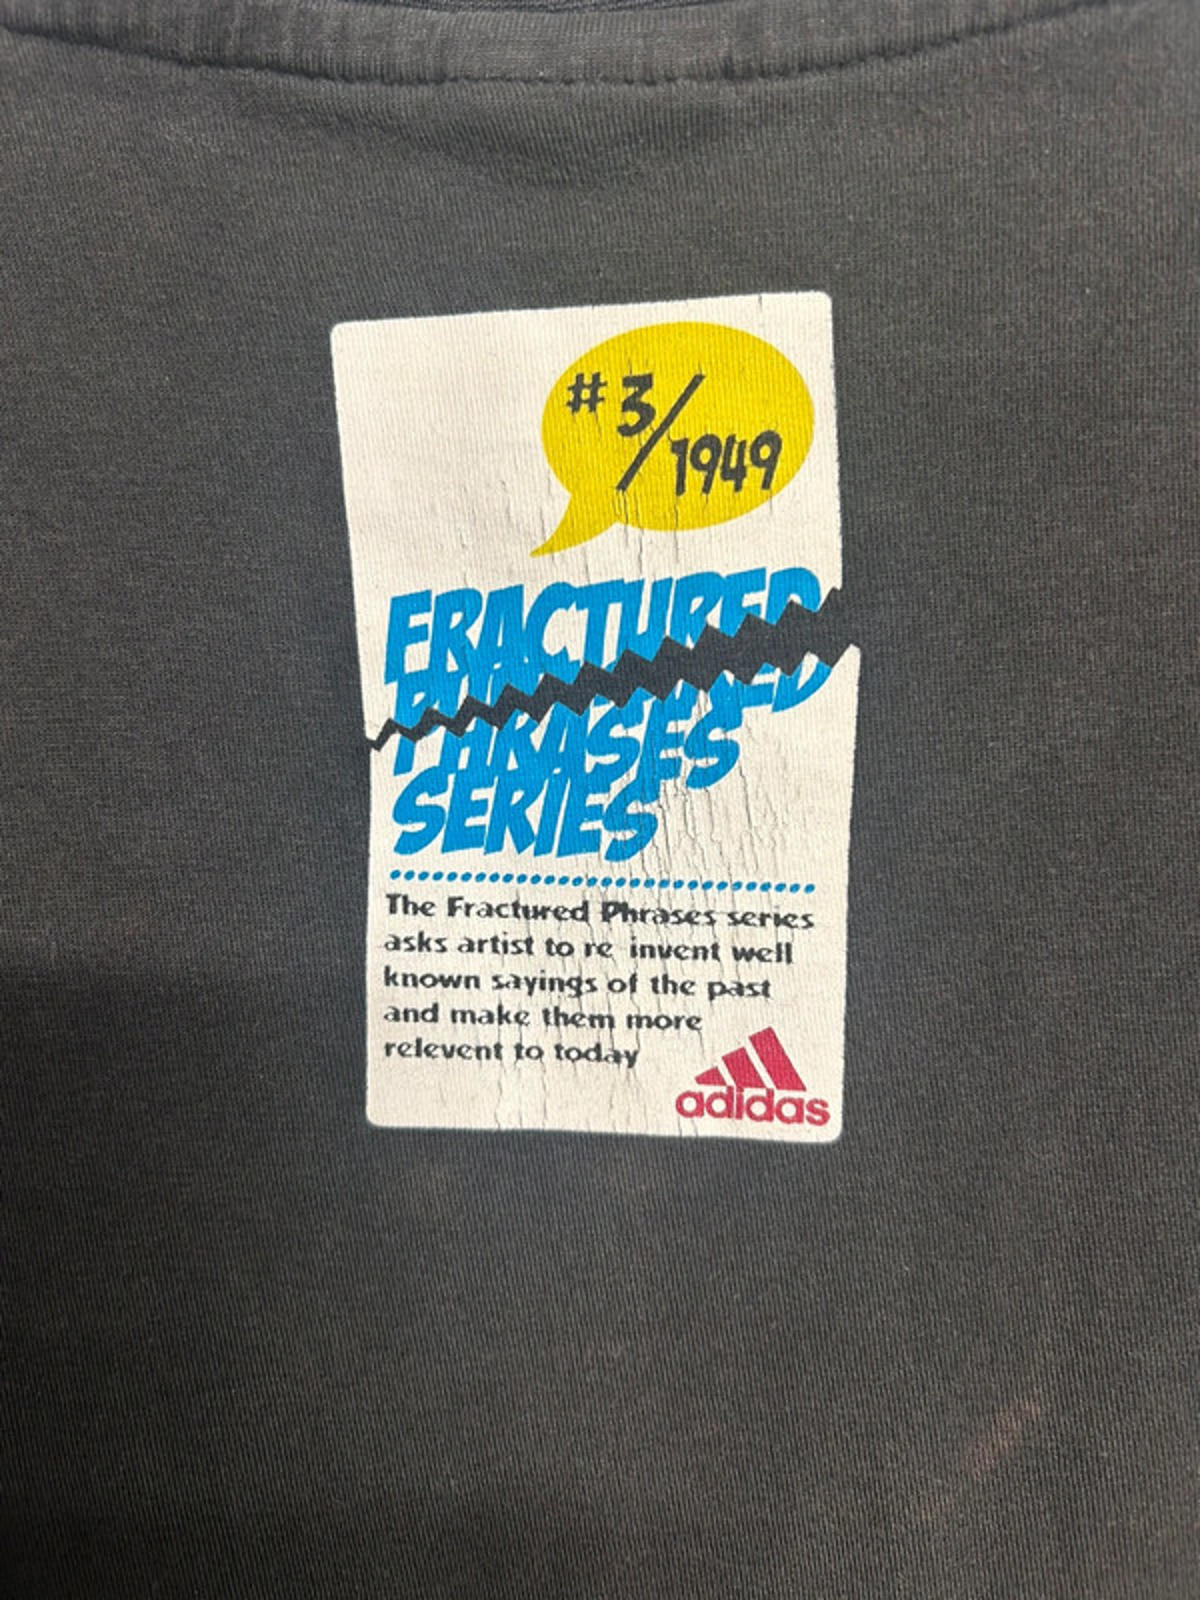 #3/1949
FRACTURED
PHRASES
SERIES
The Fractured Phrases series
asks artist to re invent well
known sayings of the past
and make them more
relevent to today
adidas